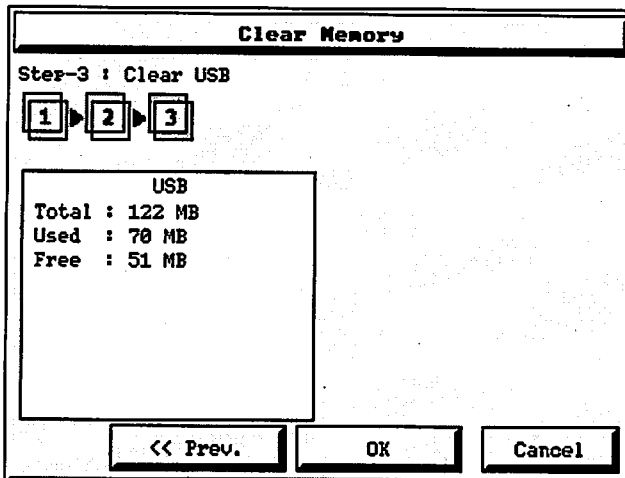 Clear Memory
Step-3 : Clear USB
1 2 3
USB
Total : 122 MB
Used : 70 MB
Free : 51 MB
<< Prev. OK Cancel